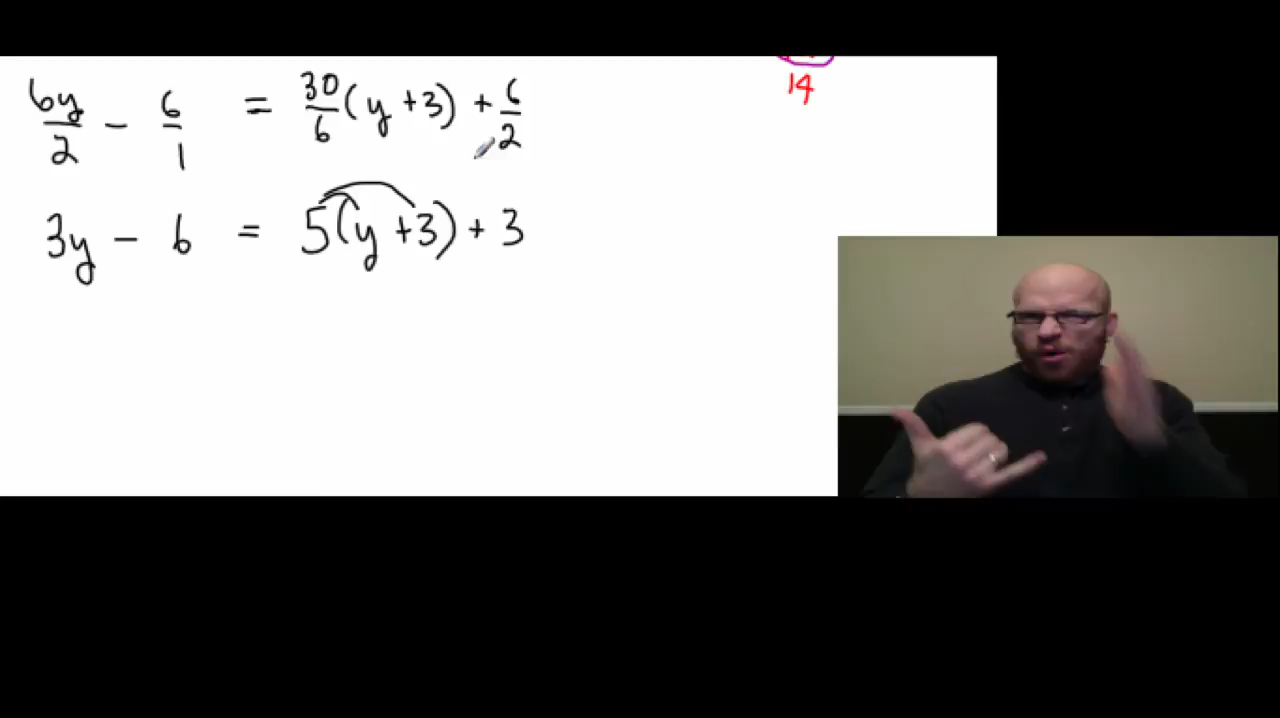 6y/2 - 6/1 = 30/6 (y + 3) + 6/2
14
3y - 6 = 5(y + 3) + 3